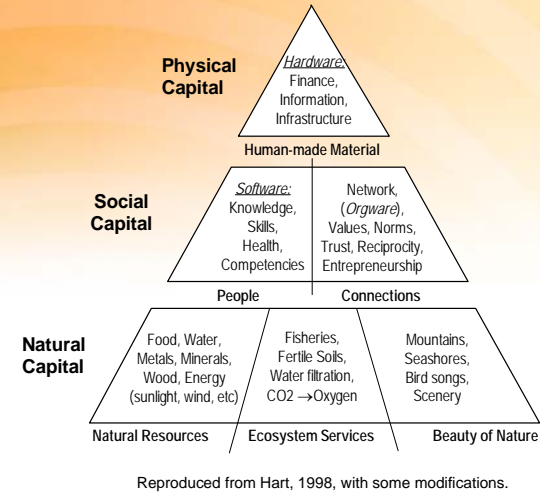 Physical
Capital
Hardware:
Finance,
Information,
Infrastructure
Human-made Material
Social
Capital
Software:
Knowledge,
Skills,
Health,
Competencies
Network,
(Orgware),
Values, Norms,
Trust, Reciprocity,
Entrepreneurship
People
Connections
Natural
Capital
Food, Water,
Metals, Minerals,
Wood, Energy
(sunlight, wind, etc)
Fisheries,
Fertile Soils,
Water filtration,
CO2 →Oxygen
Mountains,
Seashores,
Bird songs,
Scenery
Natural Resources
Ecosystem Services
Beauty of Nature
Reproduced from Hart, 1998, with some modifications.